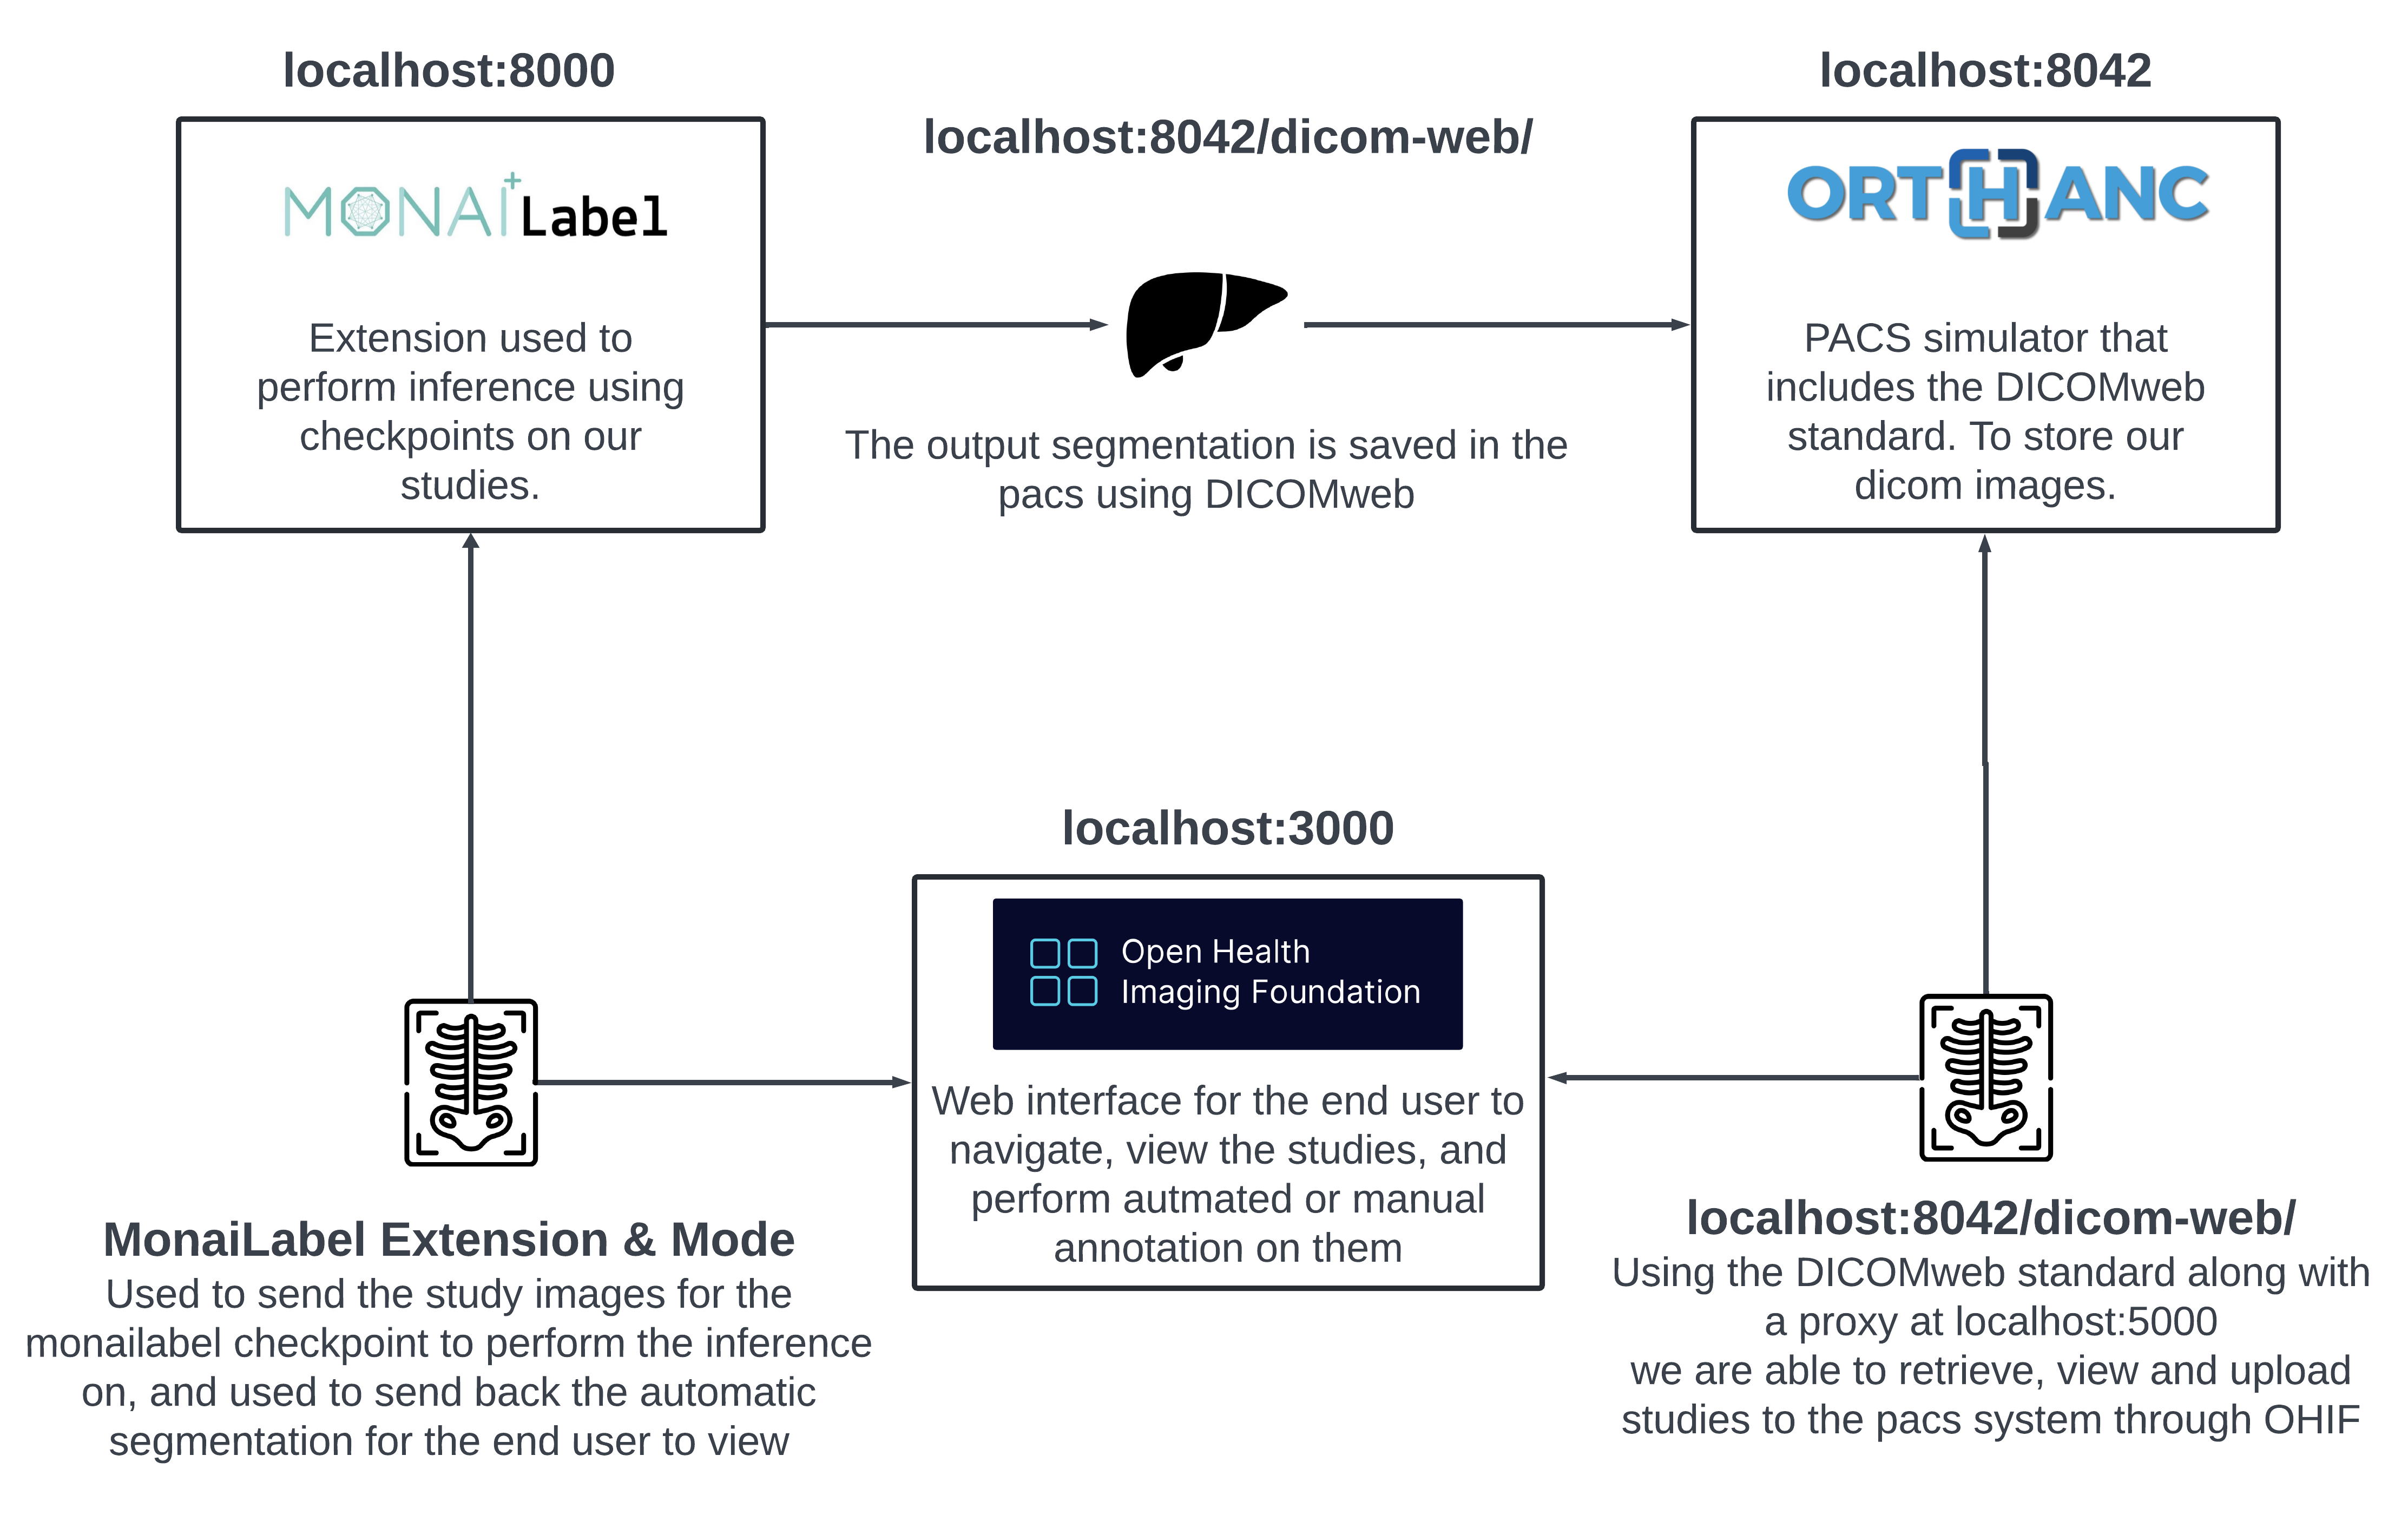 localhost:8000
MONAI Label
Extension used to
perform inference using
checkpoints on our
studies.
localhost:8042/dicom-web/
The output segmentation is saved in the
pacs using DICOMweb
localhost:8042
ORTHANC
PACS simulator that
includes the DICOMweb
standard. To store our
dicom images.
localhost:3000
Open Health
Imaging Foundation
Web interface for the end user to
navigate, view the studies, and
perform autmated or manual
annotation on them
MonaiLabel Extension & Mode
Used to send the study images for the
monailabel checkpoint to perform the inference
on, and used to send back the automatic
segmentation for the end user to view
localhost:8042/dicom-web/
Using the DICOMweb standard along with
a proxy at localhost:5000
we are able to retrieve, view and upload
studies to the pacs system through OHIF